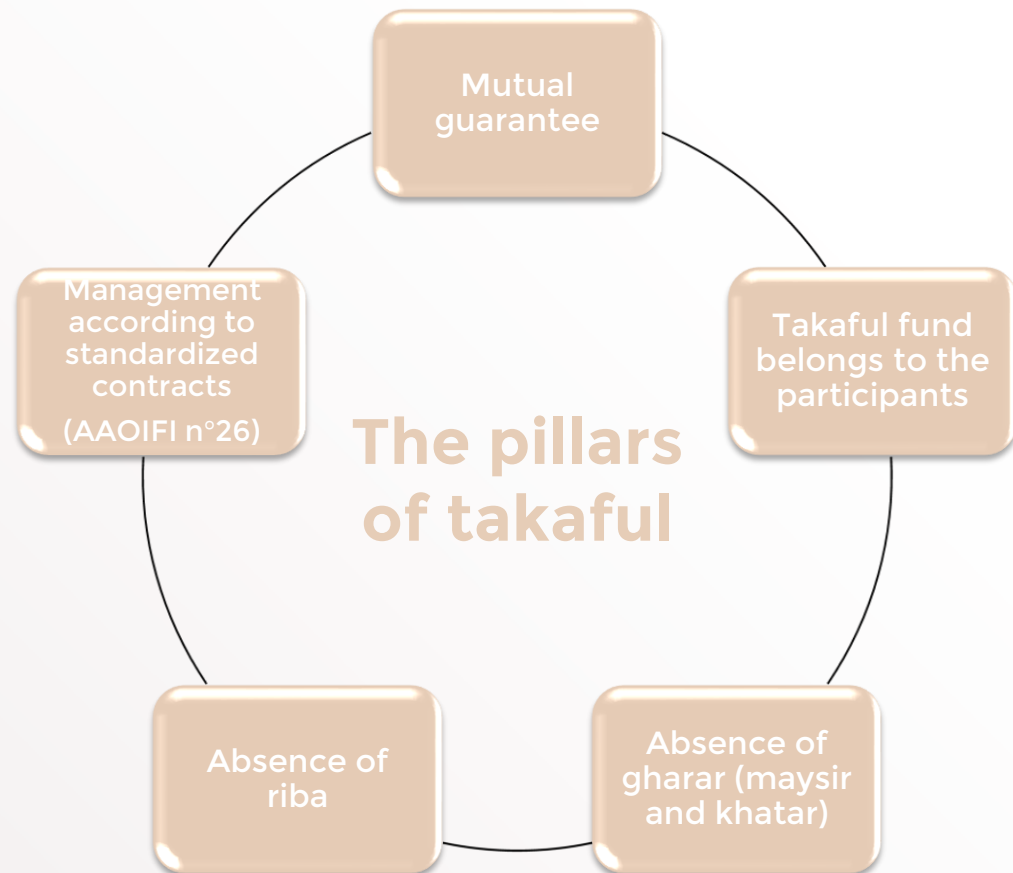 Mutual
guarantee
Takaful fund
belongs to the
participants
Absence of
gharar (maysir
and khatar)
Absence of
riba
Management
according to
standardized
contracts
(AAOIFI n°26)
The pillars
of takaful